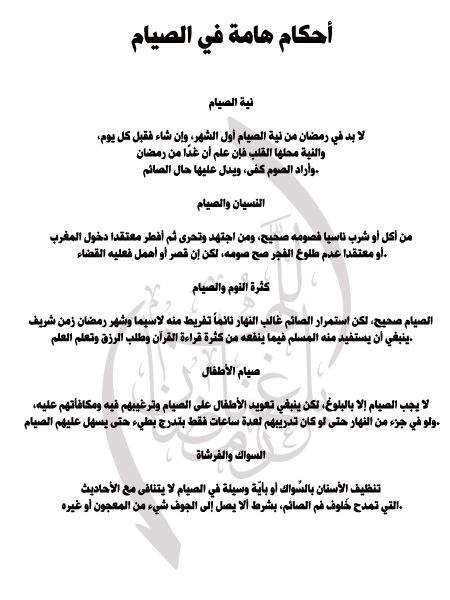 أحكام هامة في الصيام
نية الصيام
لا بد في رمضان من نية الصيام أول الشهر، وإن شاء فقبل كل يوم،
والنية محلها القلب فإن علم أن غدًا من رمضان
وأراد الصوم كفى، ويدل عليها حال الصائم.
النسيان والصيام
من أكل أو شرب ناسيا فصومه صحيح، ومن اجتهد وتحرى ثم أفطر معتقدا دخول المغرب
أو معتقدا عدم طلوع الفجر صح صومه، لكن إن قصر أو أهمل فعليه القضاء.
كثرة النوم والصيام
الصيام صحيح، لكن استمرار الصائم غالب النهار نائماً تفريط منه لاسيما وشهر رمضان زمن شريف
ينبغي أن يستفيد منه المسلم فيما ينفعه من كثرة قراءة القرآن وطلب الرزق وتعلم العلم.
صيام الأطفال
لا يجب الصيام إلا بالبلوغ، لكن ينبغي تعويد الأطفال على الصيام وترغيبهم فيه ومكافأتهم عليه،
ولو في جزء من النهار حتى لو كان تدريبهم لعدة ساعات فقط بتدرج بطيء حتى يسهل عليهم الصيام.
السواك والفرشاة
تنظيف الأسنان بالسِّواك أو بأيّة وسيلة في الصيام لا يتنافى مع الأحاديث
التي تمدح خَلوف فم الصائم، بشرط ألا يصل إلى الجوف شيء من المعجون أو غيره.